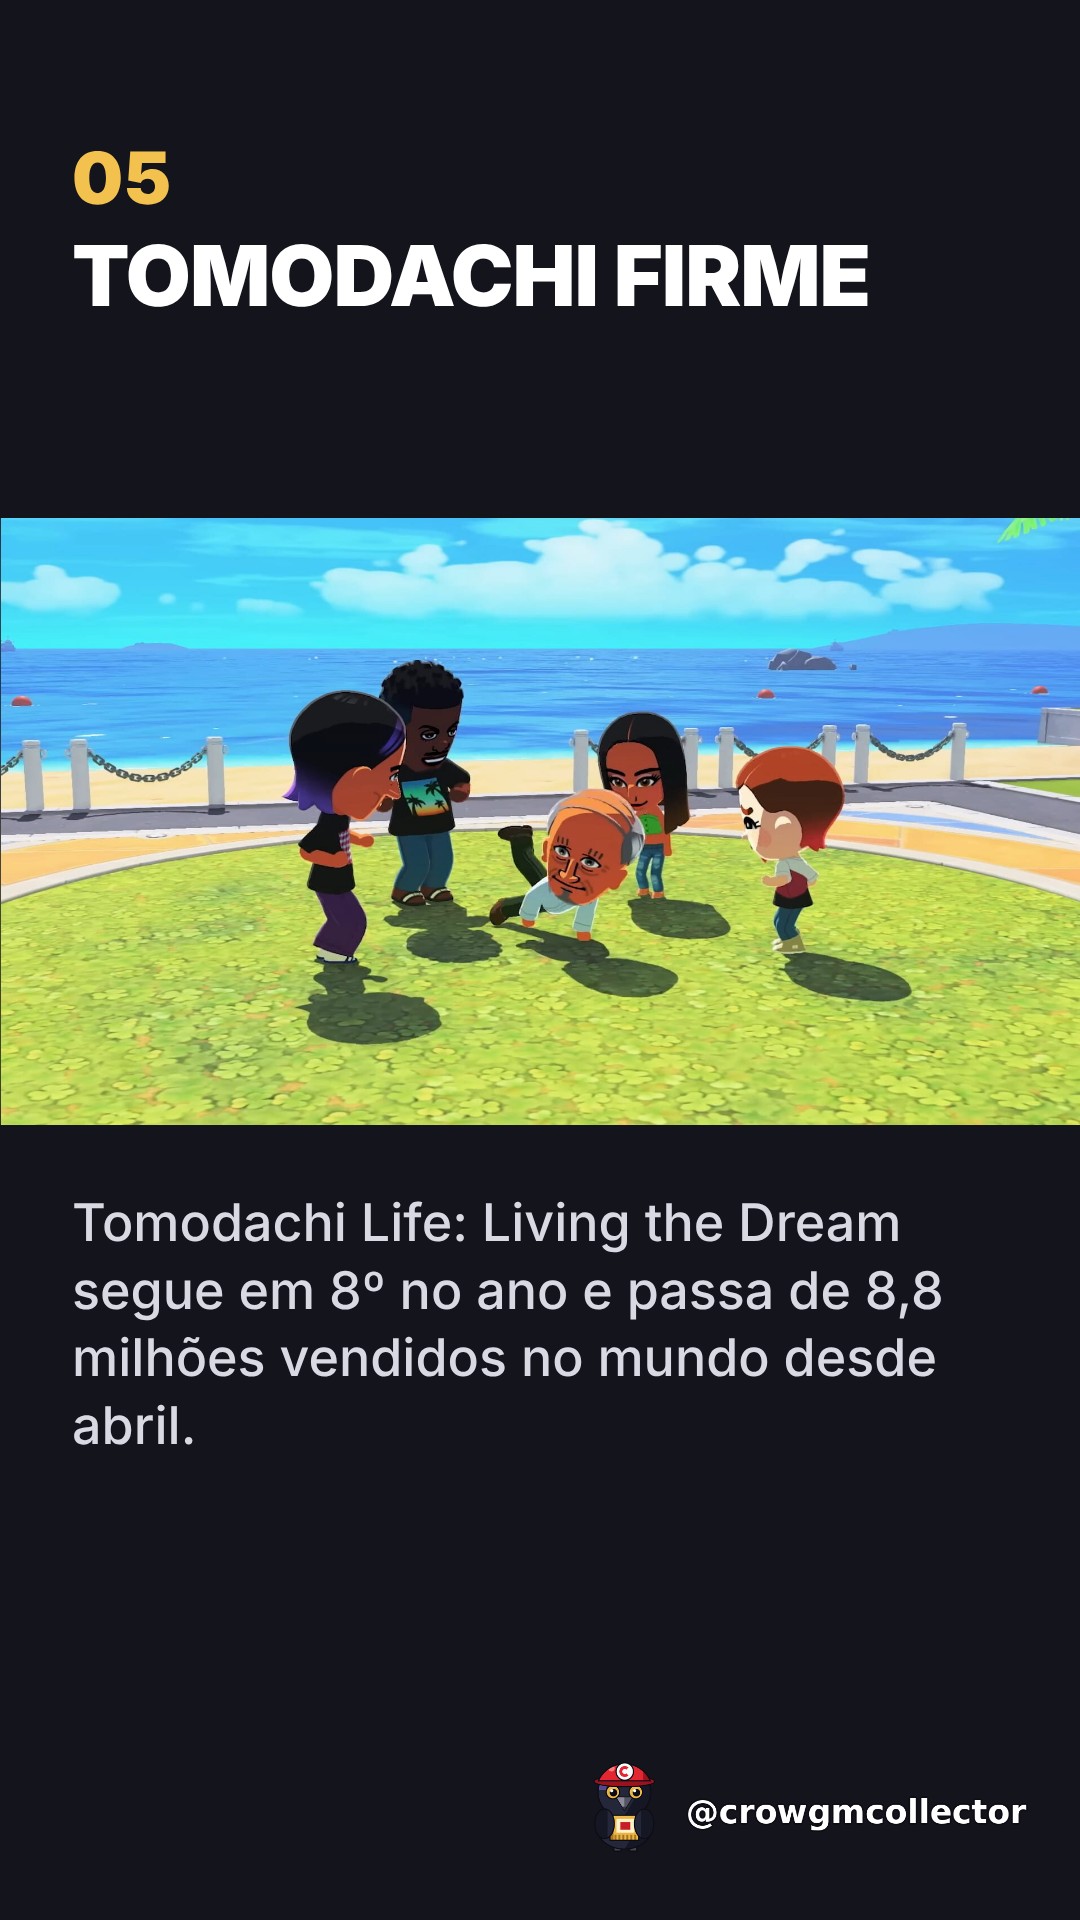 05
TOMODACHI FIRME
Tomodachi Life: Living the Dream
segue em 8º no ano e passa de 8,8
milhões vendidos no mundo desde
abril.
C
@crowgmcollector